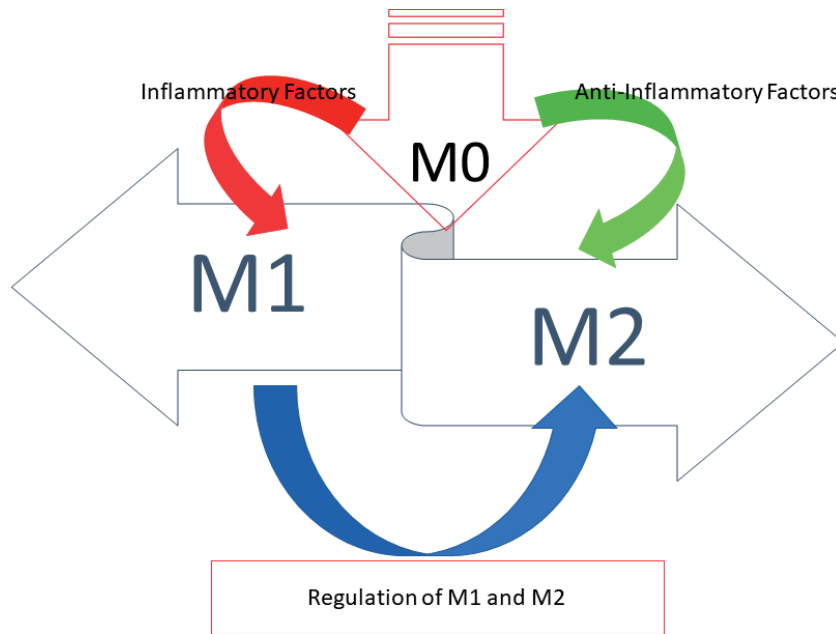 Inflammatory Factors
Anti-Inflammatory Factors
M0
M1
M2
Regulation of M1 and M2